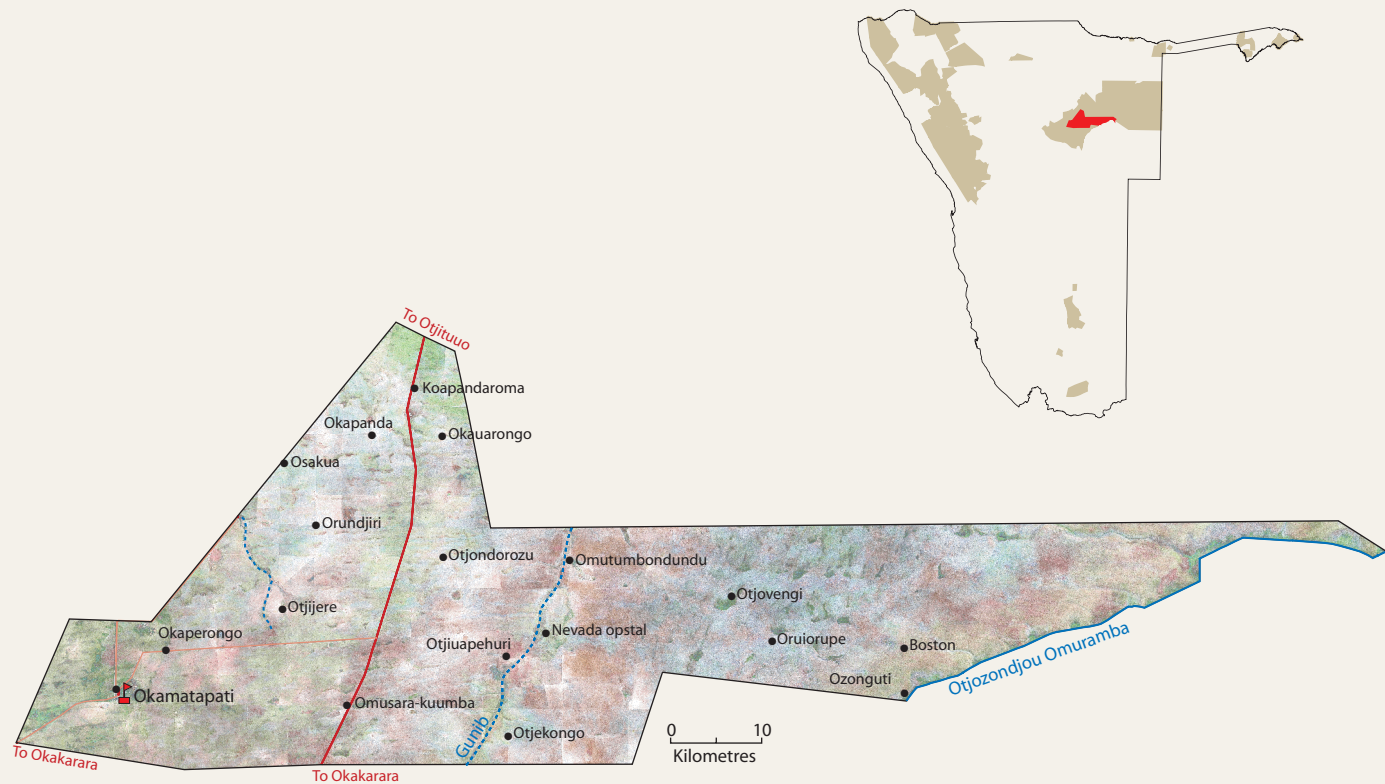 To Otjituuo
Koapandaroma
Okapanda
Okauarongo
Osakua
Orundjiri
Otjondorozu
Omutumbondundu
Otjovengi
Otjijere
Okaperongo
Nevada opstal
Otjiuapehuri
Oruiorupe
Boston
Otjozondjou Omuramba
Ozonguti
Okamatapati
Omusara-kuumba
Gunib
Otjekongo
0 10
Kilometres
To Okakarara
To Okakarara